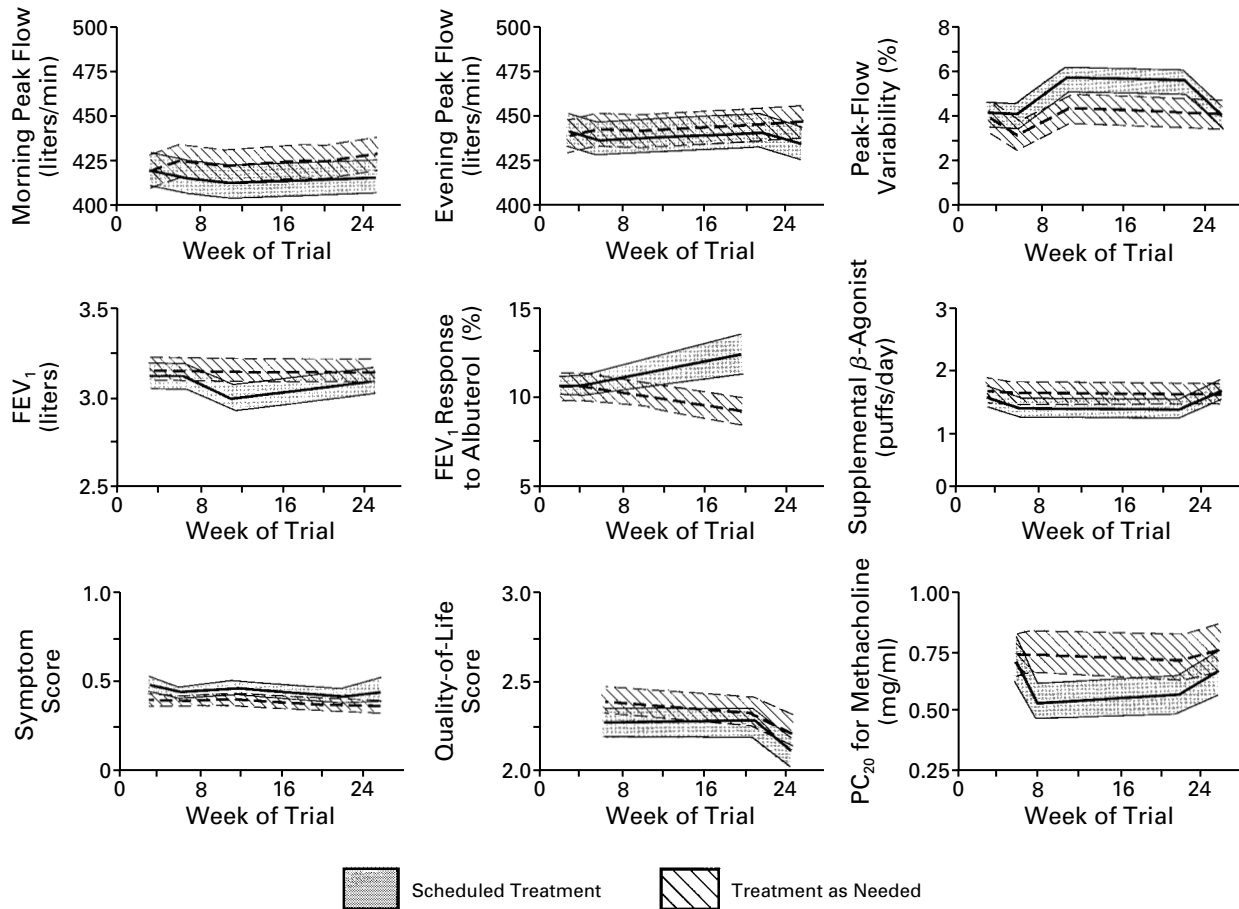 Morning Peak Flow
(liters/min)
500
475
450
425
400
0
8
16
24
Week of Trial
Evening Peak Flow
(liters/min)
500
475
450
425
400
0
8
16
24
Week of Trial
Peak-Flow
Variability (%)
8
6
4
2
0
0
8
16
24
Week of Trial
FEV₁
(liters)
3.5
3.0
2.5
0
8
16
24
Week of Trial
FEV₁ Response
to Albuterol (%)
15
10
5
0
8
16
24
Week of Trial
Supplemental β-Agonist
(puffs/day)
3
2
1
0
0
8
16
24
Week of Trial
Symptom
Score
1.0
0.5
0
0
8
16
24
Week of Trial
Quality-of-Life
Score
3.0
2.5
2.0
0
8
16
24
Week of Trial
PC₂₀ for Methacholine
(mg/ml)
1.00
0.75
0.50
0.25
0
8
16
24
Week of Trial
Scheduled Treatment
Treatment as Needed